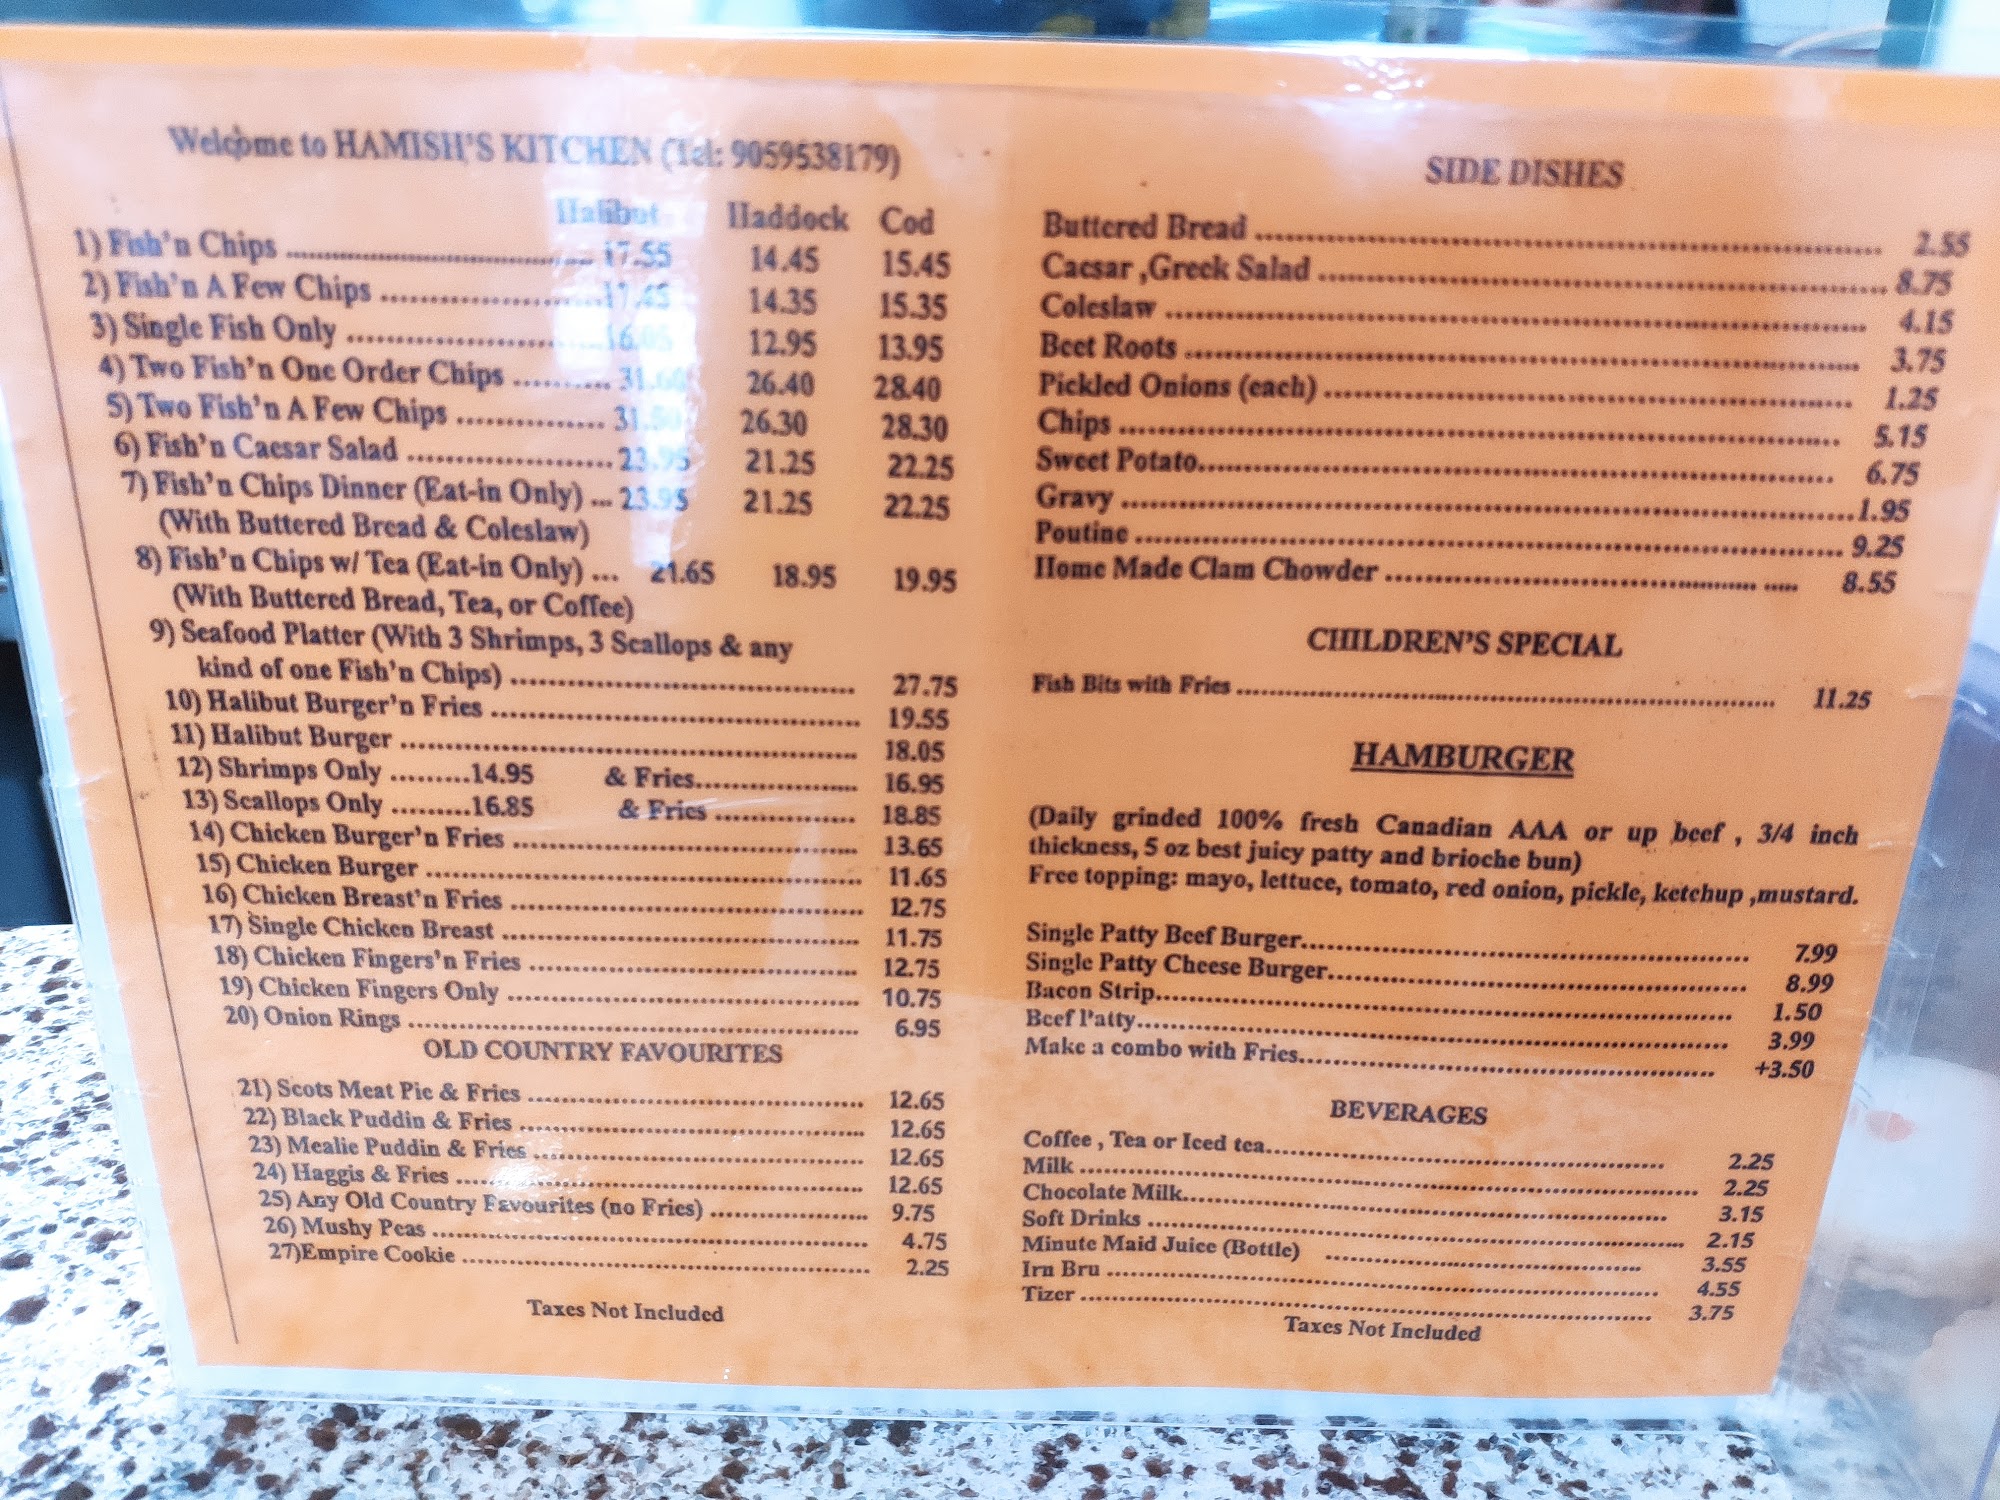 Welcome to HAMISH'S KITCHEN (Tel: 9059538179)
Halibut Haddock Cod
1) Fish'n Chips ........ 17.55 14.45 15.45
2) Fish'n A Few Chips ........ 17.45 14.35 15.35
3) Single Fish Only ........ 16.05 12.95 13.95
4) Two Fish'n One Order Chips ........ 31.60 26.40 28.40
5) Two Fish'n A Few Chips ........ 31.50 26.30 28.30
6) Fish'n Caesar Salad ........ 23.95 21.25 22.25
7) Fish'n Chips Dinner (Eat-in Only) ... 23.95 21.25 22.25
(With Buttered Bread & Coleslaw)
8) Fish'n Chips w/ Tea (Eat-in Only) ... 21.65 18.95 19.95
(With Buttered Bread, Tea, or Coffee)
9) Seafood Platter (With 3 Shrimps, 3 Scallops & any
kind of one Fish'n Chips) ........ 27.75
10) Halibut Burger'n Fries ........ 19.55
11) Halibut Burger ........ 18.05
12) Shrimps Only .........14.95 & Fries........ 16.95
13) Scallops Only .........16.85 & Fries ........ 18.85
14) Chicken Burger'n Fries ........ 13.65
15) Chicken Burger ........ 11.65
16) Chicken Breast'n Fries ........ 12.75
17) Single Chicken Breast ........ 11.75
18) Chicken Fingers'n Fries ........ 12.75
19) Chicken Fingers Only ........ 10.75
20) Onion Rings ........ 6.95
OLD COUNTRY FAVOURITES
21) Scots Meat Pie & Fries ........ 12.65
22) Black Puddin & Fries ........ 12.65
23) Mealie Puddin & Fries ........ 12.65
24) Haggis & Fries ........ 12.65
25) Any Old Country Favourites (no Fries) ........ 9.75
26) Mushy Peas ........ 4.75
27)Empire Cookie ........ 2.25
Taxes Not Included
SIDE DISHES
Buttered Bread ........ 2.55
Caesar ,Greek Salad ........ 8.75
Coleslaw ........ 4.15
Beet Roots ........ 3.75
Pickled Onions (each) ........ 1.25
Chips ........ 5.15
Sweet Potato........ 6.75
Gravy ........1.95
Poutine ........ 9.25
Home Made Clam Chowder ........ 8.55
CHILDREN'S SPECIAL
Fish Bits with Fries ........ 11.25
HAMBURGER
(Daily grinded 100% fresh Canadian AAA or up beef , 3/4 inch
thickness, 5 oz best juicy patty and brioche bun)
Free topping: mayo, lettuce, tomato, red onion, pickle, ketchup ,mustard.
Single Patty Beef Burger........ 7.99
Single Patty Cheese Burger........ 8.99
Bacon Strip........ 1.50
Beef Patty........ 3.99
Make a combo with Fries........ +3.50
BEVERAGES
Coffee , Tea or Iced tea........ 2.25
Milk ........ 2.25
Chocolate Milk........ 3.15
Soft Drinks ........ 2.15
Minute Maid Juice (Bottle) ........ 3.55
Irn Bru ........ 4.55
Tizer ........ 3.75
Taxes Not Included